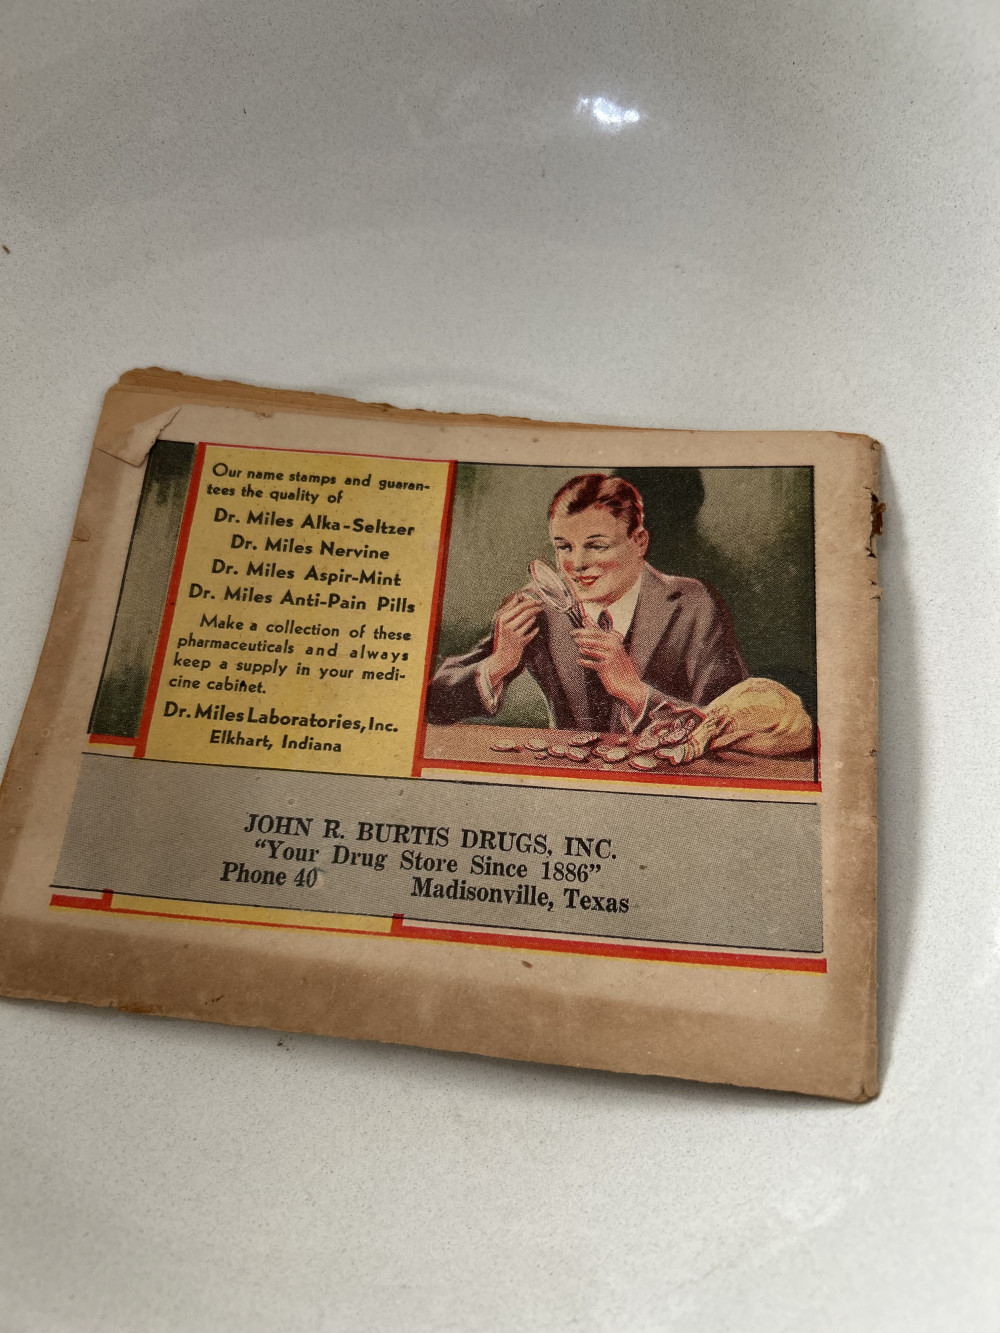 Our name stamps and guaran-
tees the quality of
Dr. Miles Alka-Seltzer
Dr. Miles Nervine
Dr. Miles Aspir-Mint
Dr. Miles Anti-Pain Pills
Make a collection of these
pharmaceuticals and always
keep a supply in your medi-
cine cabinet.
Dr. Miles Laboratories, Inc.
Elkhart, Indiana
JOHN R. BURTIS DRUGS, INC.
“Your Drug Store Since 1886”
Phone 40 Madisonville, Texas